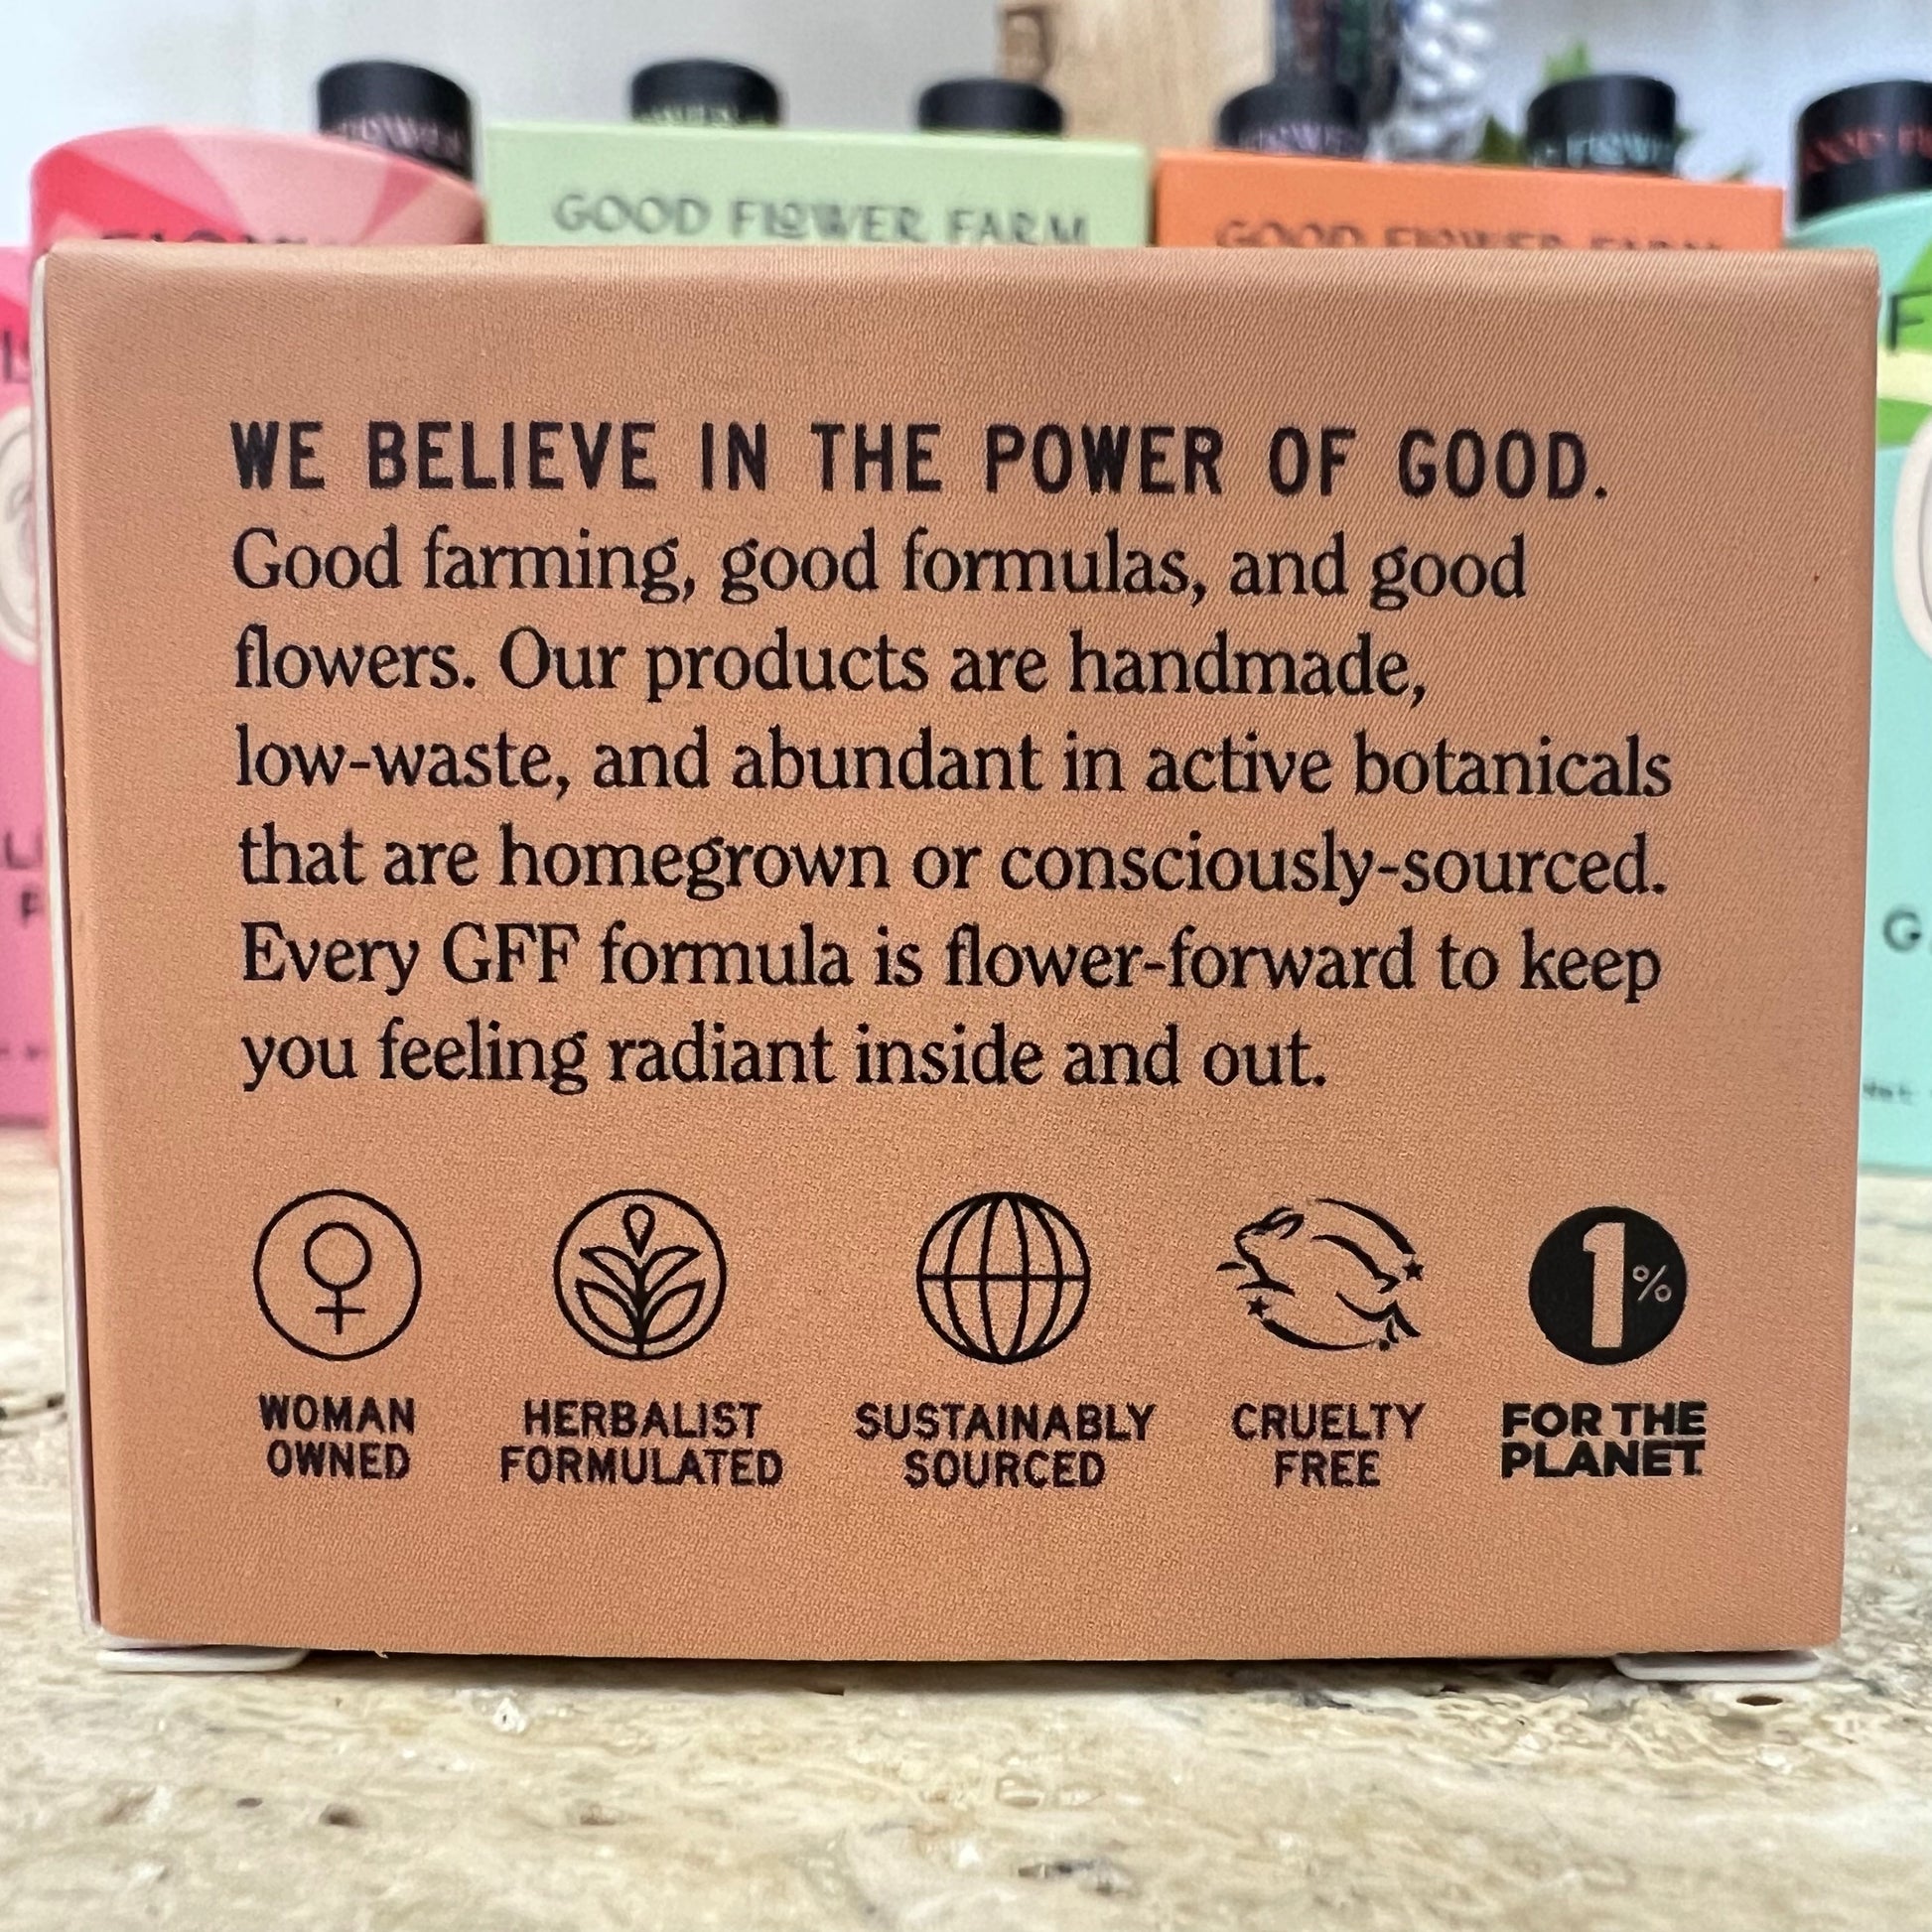 GOOD FLOWER FARM
GOOD FLOWER FARM
WE BELIEVE IN THE POWER OF GOOD.
Good farming, good formulas, and good
flowers. Our products are handmade,
low-waste, and abundant in active botanicals
that are homegrown or consciously-sourced.
Every GFF formula is flower-forward to keep
you feeling radiant inside and out.
1%
WOMAN
OWNED
HERBALIST
FORMULATED
SUSTAINABLY
SOURCED
CRUELTY
FREE
FOR THE
PLANET